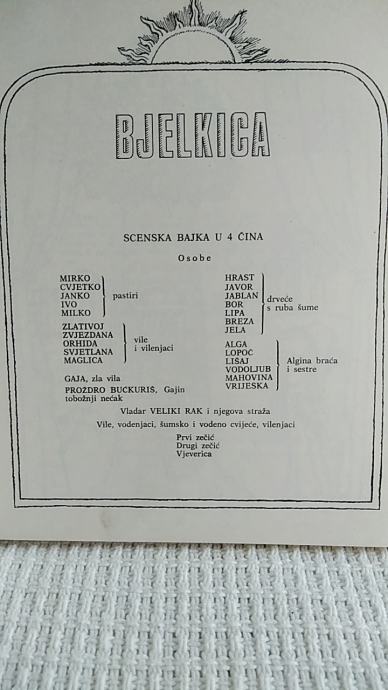 BJELKICA
SCENSKA BAJKA U 4 ČINA
Osobe
MIRKO
CVJETKO
JANKO
IVO
MILKO
pastiri
ZLATIVOJ
ZVJEZDANA
ORHIDA
SVJETLANA
MAGLICA
vile
i vilenjaci
GAJA, zla vila
PROŽDRO BUCKURIŠ, Gajin
tobožnji nećak
HRAST
JAVOR
JABLAN
BOR
LIPA
BREZA
JELA
drveće
s ruba šume
ALGA
LOPOČ
LIŠAJ
VODOLJUB
MAHOVINA
VRIJESKA
Algina braća
i sestre
Vladar VELIKI RAK i njegova straža
Vile, vodenjaci, šumsko i vodeno cvijeće, vilenjaci
Prvi zečić
Drugi zečić
Vjeverica